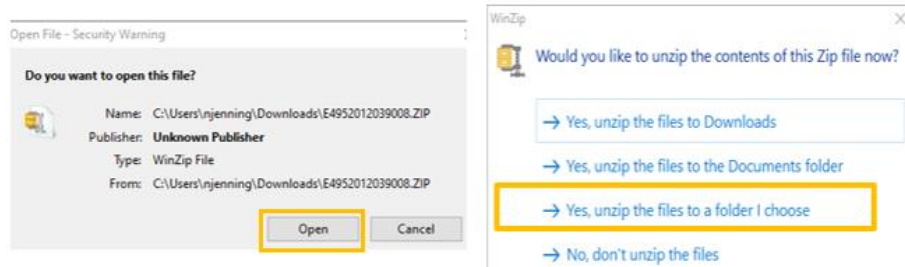 Open File - Security Warning
Do you want to open this file?
Name: C:\Users\njenning\Downloads\E4952012039008.ZIP
Publisher: Unknown Publisher
Type: WinZip File
From: C:\Users\njenning\Downloads\E4952012039008.ZIP
Open Cancel
WinZip
Would you like to unzip the contents of this Zip file now?
→ Yes, unzip the files to Downloads
→ Yes, unzip the files to the Documents folder
→ Yes, unzip the files to a folder I choose
→ No, don't unzip the files